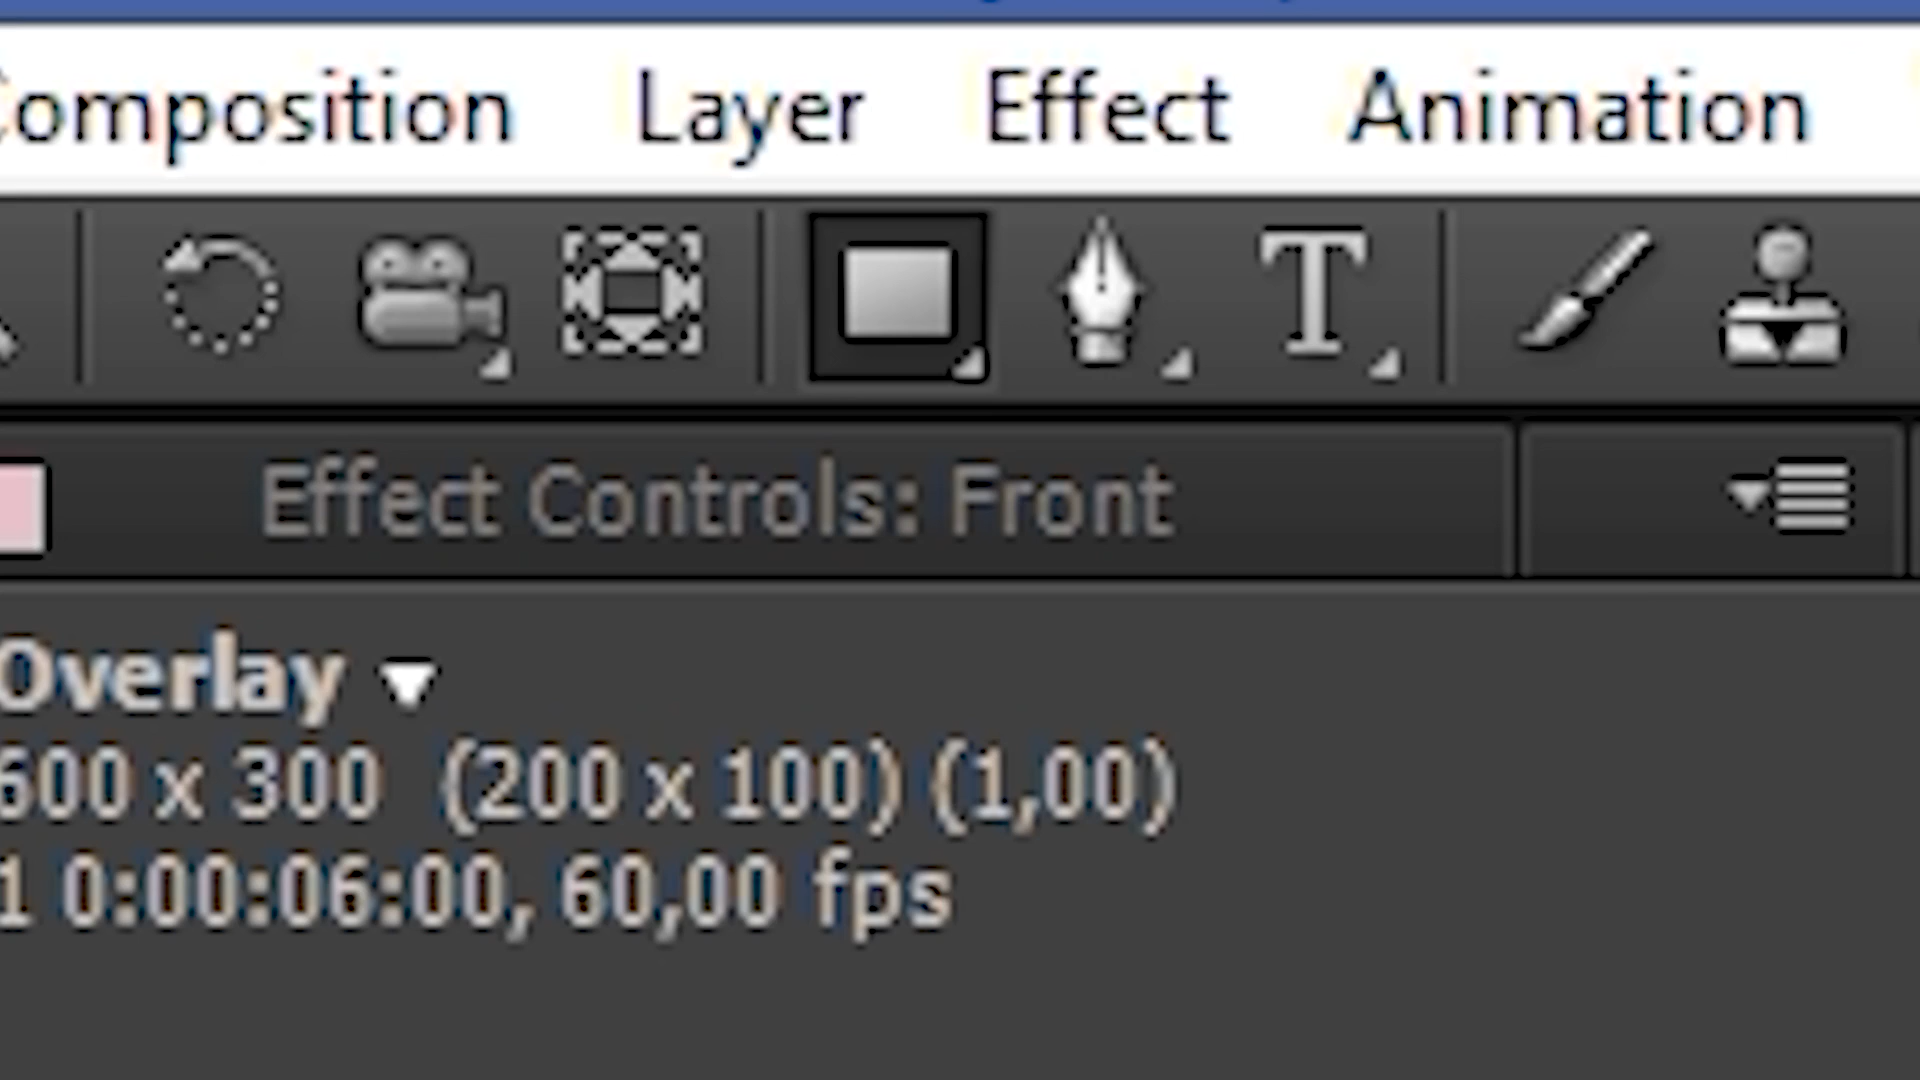 Composition Layer Effect Animation
Effect Controls: Front
Overlay
600 x 300 (200 x 100) (1,00)
1 0:00:06:00, 60,00 fps